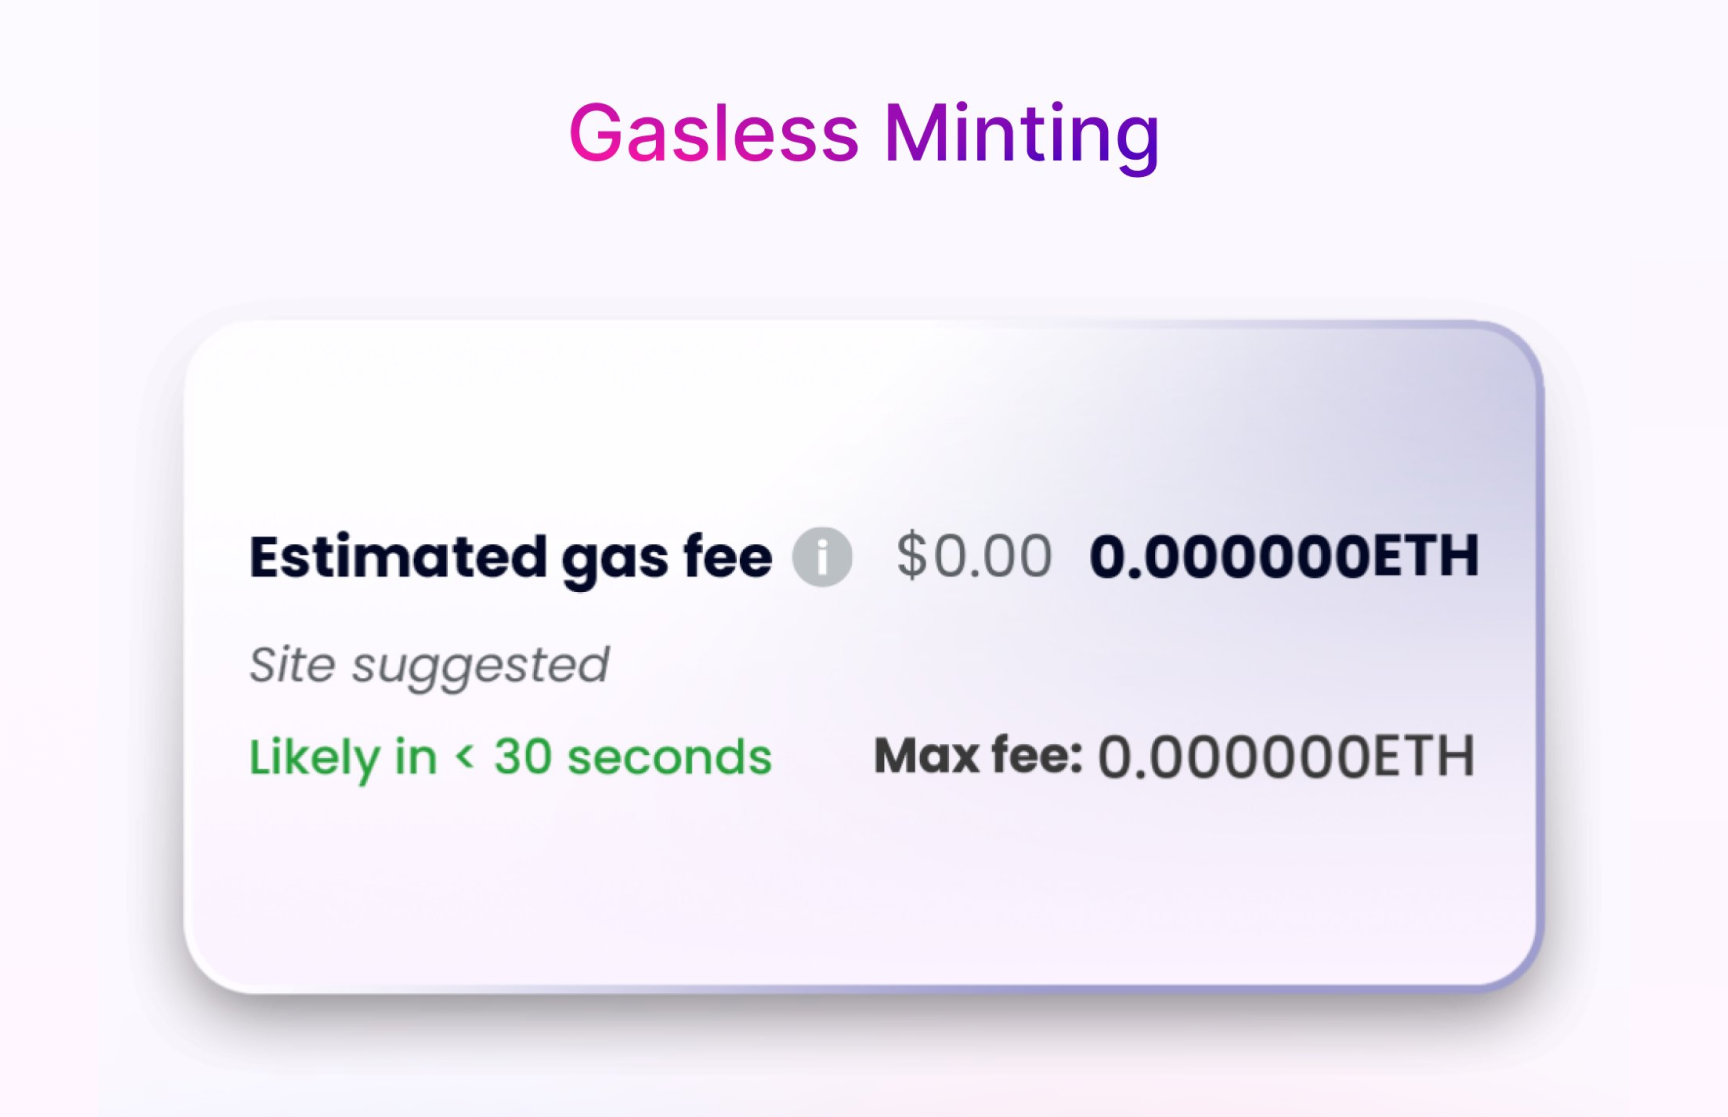 Gasless Minting
Estimated gas fee i $0.00 0.000000ETH
Site suggested
Likely in < 30 seconds Max fee: 0.000000ETH